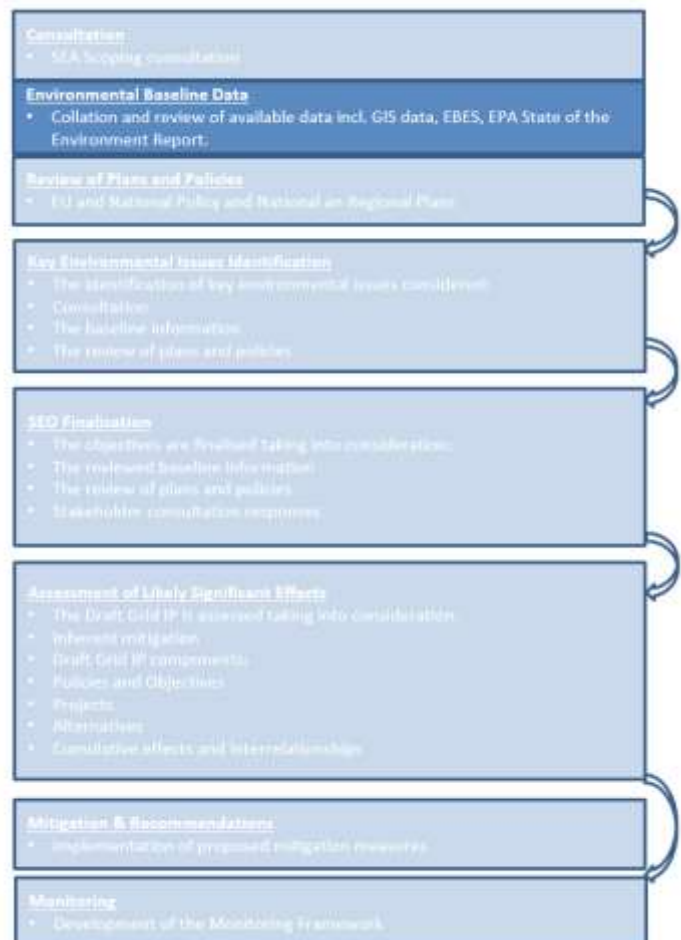 Consultation
• SEA Scoping consultation
Environmental Baseline Data
• Collation and review of available data incl. GIS data, EBES, EPA State of the
Environment Report.
Review of Plans and Policies
• EU and National Policy and National an Regional Plans
Key Environmental Issues Identification
• The identification of key environmental issues considered:
• Consultation
• The baseline information
• The review of plans and policies
SEO Finalisation
• The objectives are finalised taking into consideration:
• The reviewed baseline information
• The review of plans and policies
• Stakeholder consultation responses
Assessment of Likely Significant Effects
• The Draft Grid IP is assessed taking into consideration:
• Inherent mitigation
• Draft Grid IP components:
• Policies and Objectives
• Projects
• Alternatives
• Cumulative effects and interrelationships
Mitigation & Recommendations
• Implementation of proposed mitigation measures
Monitoring
• Development of the Monitoring Framework